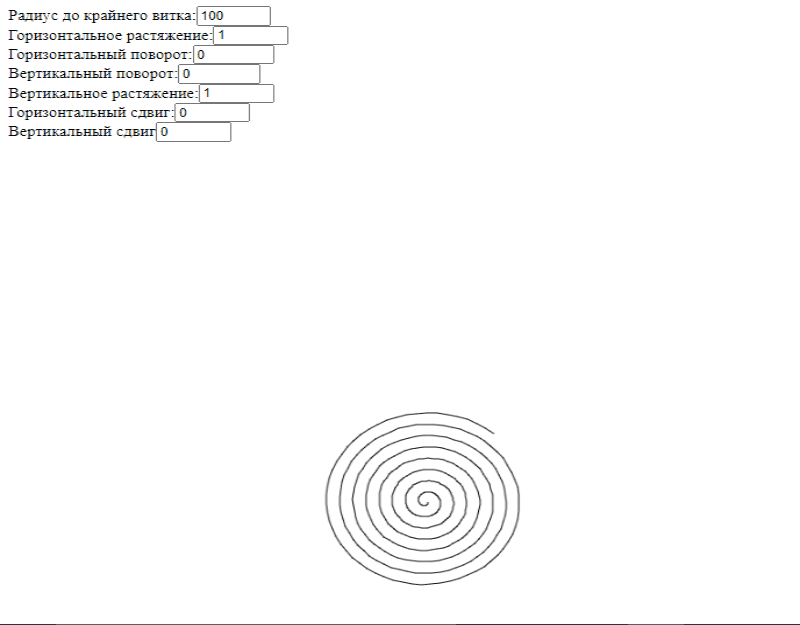 Радиус до крайнего витка: 100
Горизонтальное растяжение: 1
Горизонтальный поворот: 0
Вертикальный поворот: 0
Вертикальное растяжение: 1
Горизонтальный сдвиг: 0
Вертикальный сдвиг 0